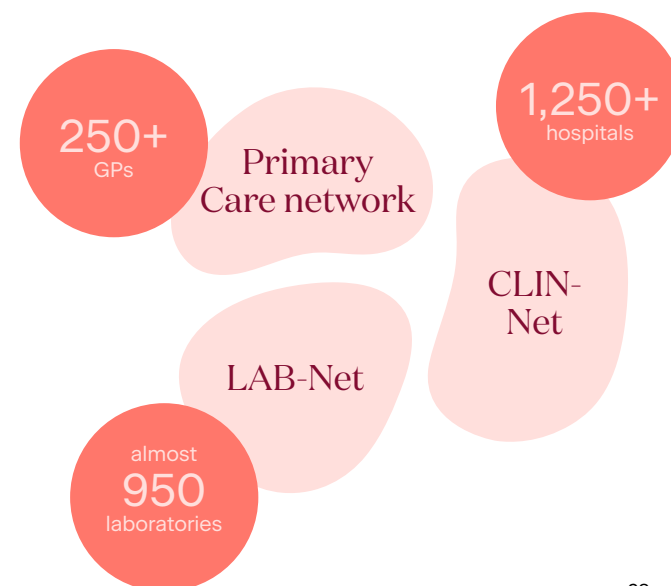 250+
GPs
Primary
Care network
1,250+
hospitals
CLIN-
Net
LAB-Net
almost
950
laboratories